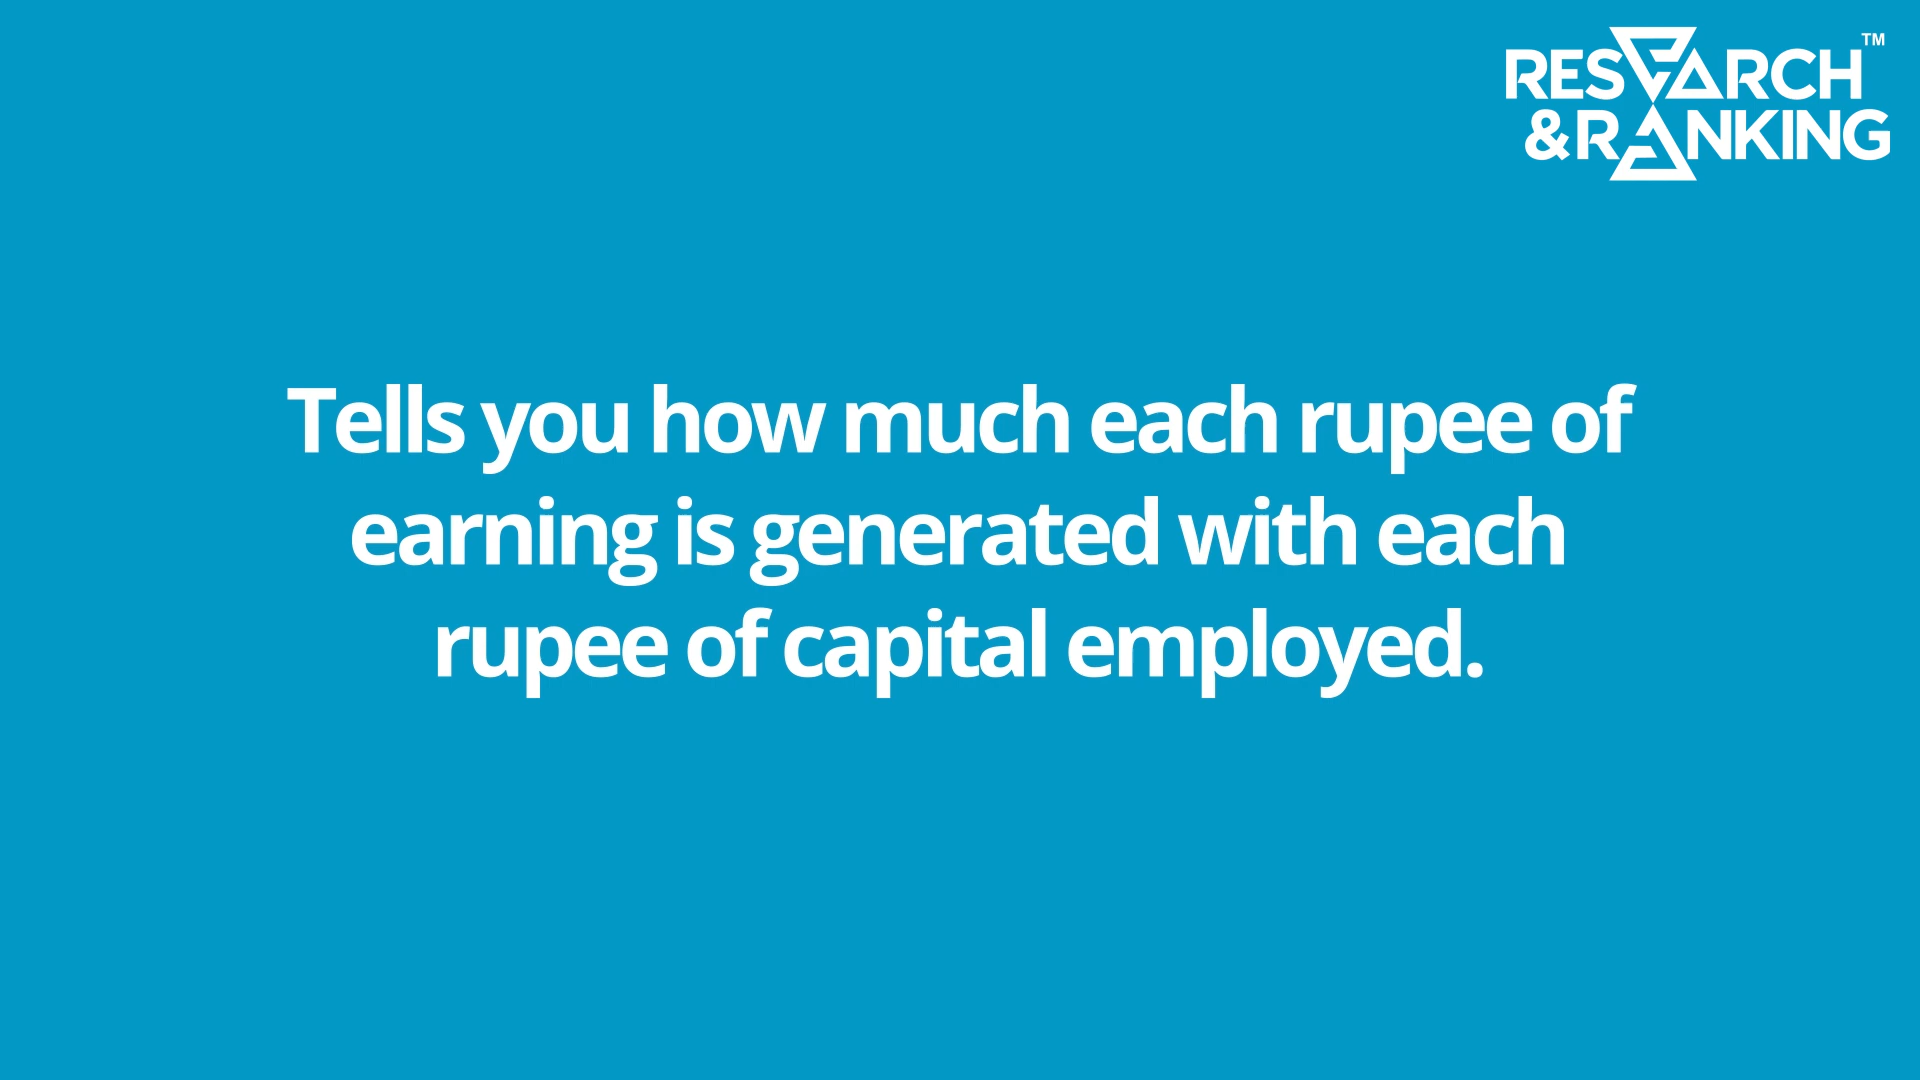 RESEARCH™
&RANKING
Tells you how much each rupee of
earning is generated with each
rupee of capital employed.